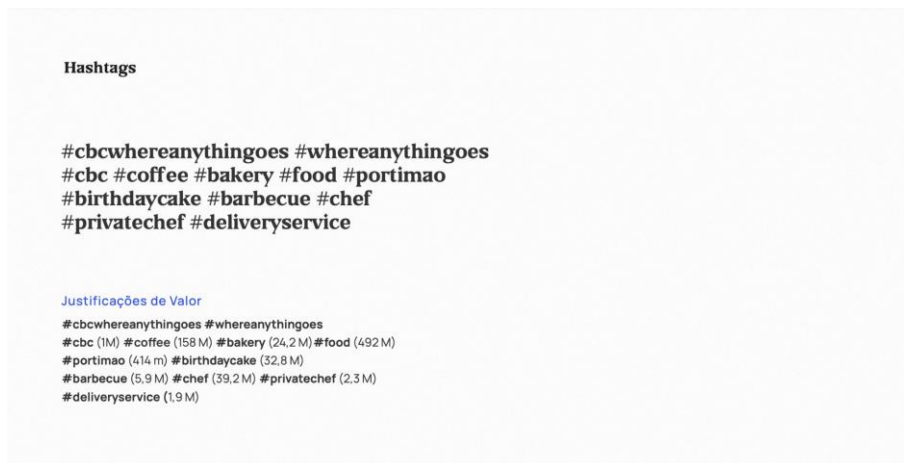 Hashtags
#cbcwhereanythingoes #whereanythingoes
#cbc #coffee #bakery #food #portimao
#birthdaycake #barbecue #chef
#privatechef #deliveryservice
Justificações de Valor
#cbcwhereanythingoes #whereanythingoes
#cbc (1M) #coffee (158 M) #bakery (24,2 M)#food (492 M)
#portimao (414 m) #birthdaycake (32,8 M)
#barbecue (5,9 M) #chef (39,2 M) #privatechef (2,3 M)
#deliveryservice (1,9 M)